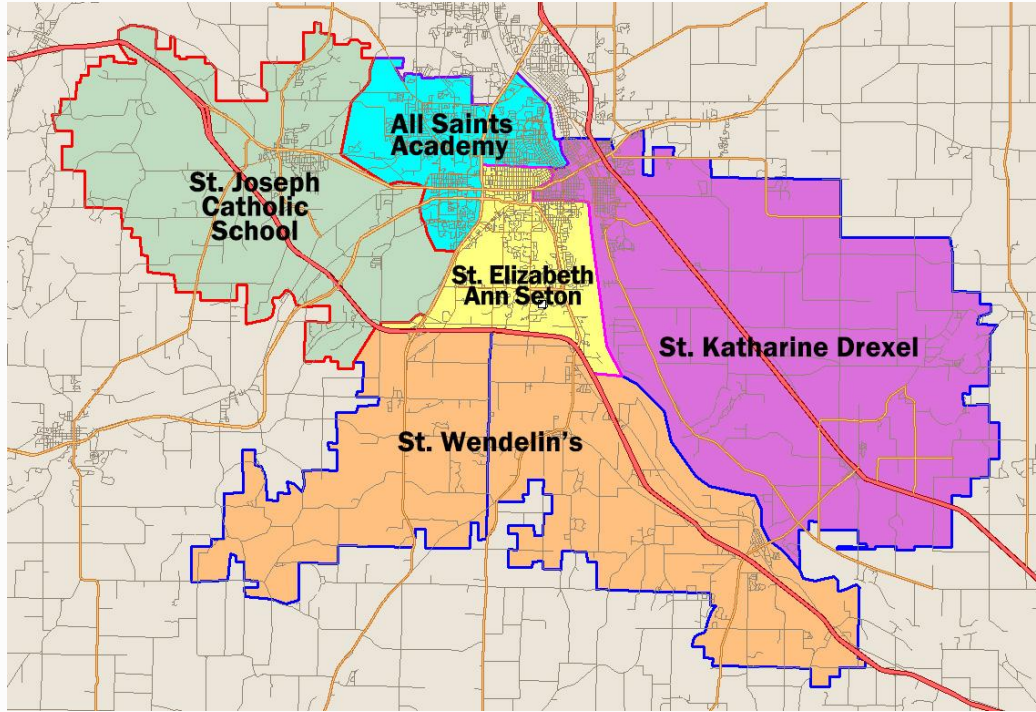 All Saints
Academy
St. Joseph
Catholic
School
St. Elizabeth
Ann Seton
St. Katharine Drexel
St. Wendelin's